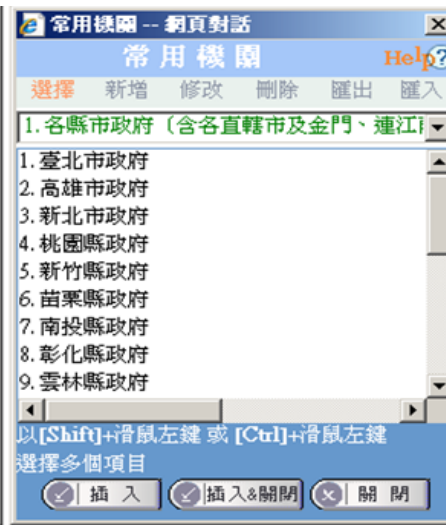 常用機關 -- 網頁對話
常用機關
Help?
選擇 新增 修改 刪除 匯出 匯入
1. 各縣市政府（含各直轄市及金門、連江
1. 臺北市政府
2. 高雄市政府
3. 新北市政府
4. 桃園縣政府
5. 新竹縣政府
6. 苗栗縣政府
7. 南投縣政府
8. 彰化縣政府
9. 雲林縣政府
以[Shift]+滑鼠左鍵 或 [Ctrl]+滑鼠左鍵
選擇多個項目
插 入 插入&關閉 關 閉